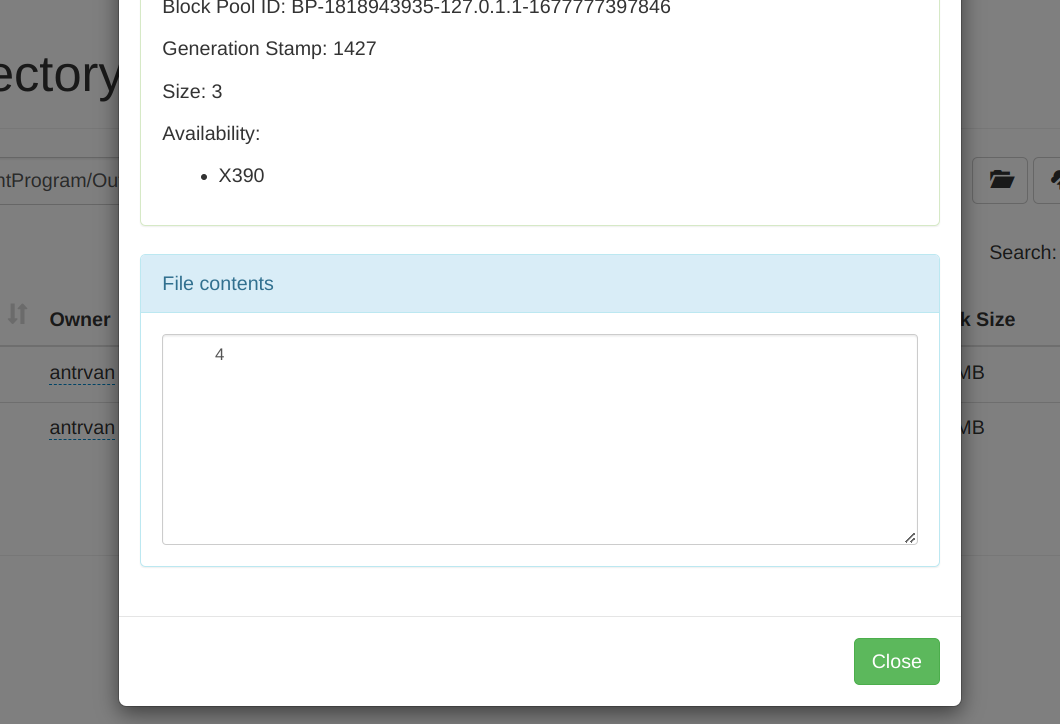 Block Pool ID: BP-1818943935-127.0.1.1-1677777397846
Generation Stamp: 1427
ectory
Size: 3
Availability:
ntProgram/Ou
X390
Search:
File contents
Owner
k Size
4
antrvan
MB
antrvan
MB
Close